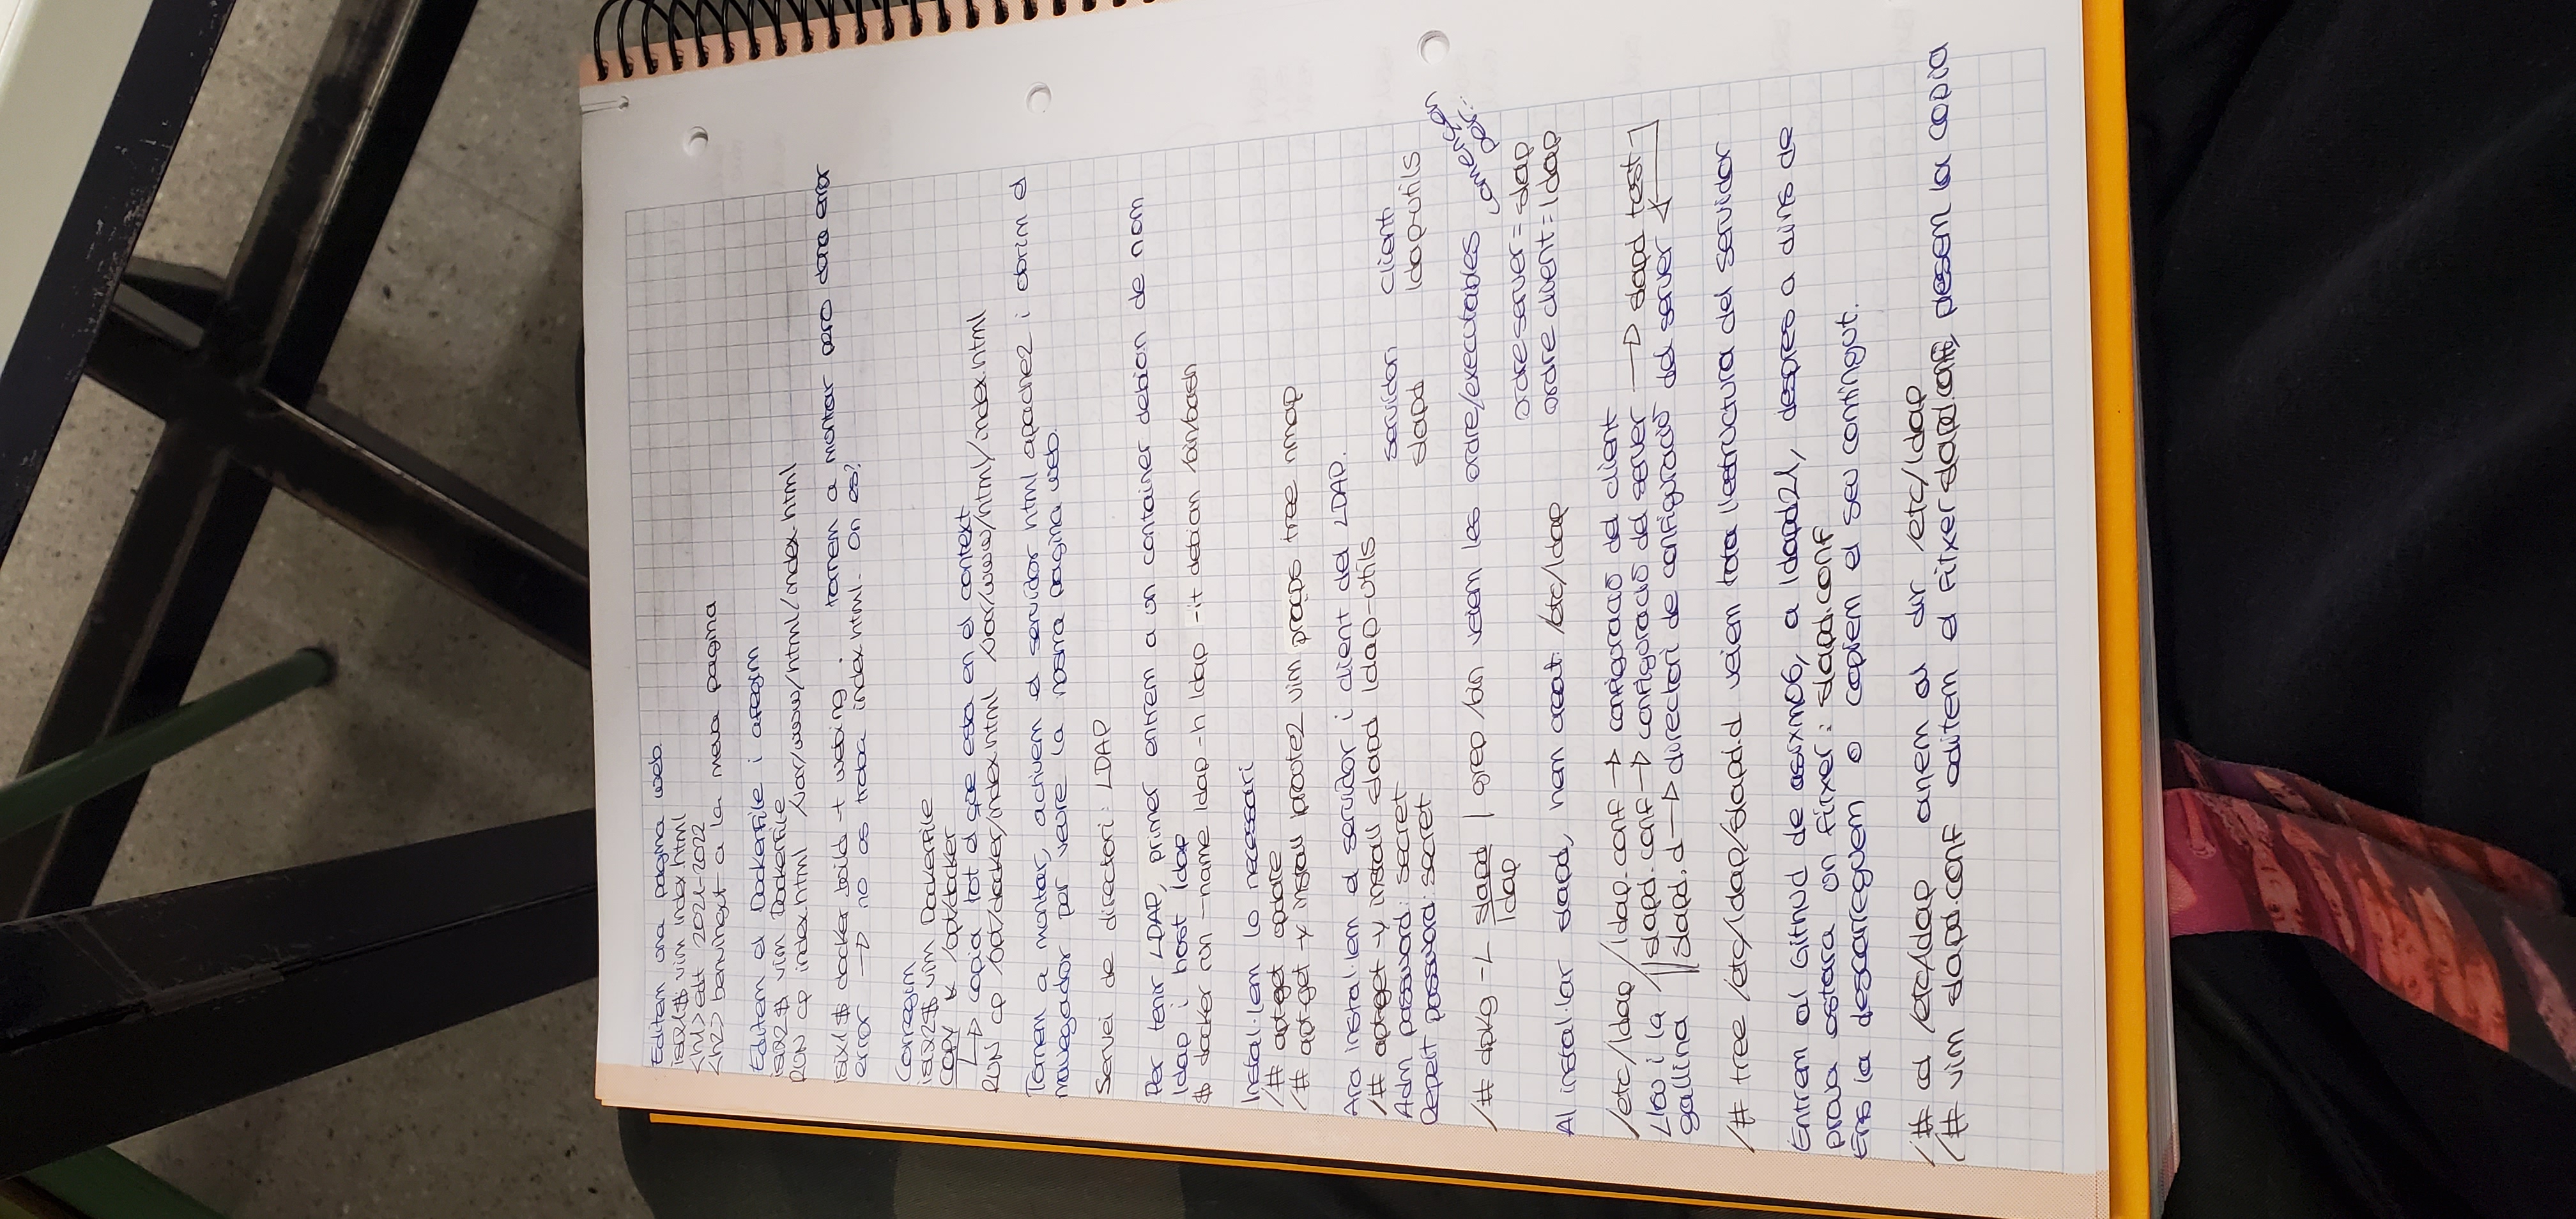 Editem una pagina web.
isx21$ vim index.html
<h1>edt 2021-2022
<h2> benvingut a la meva pagina
Editem el Dockerfile i afegim
isx2$ vim Dockerfile
RUN cp index.html /var/www/html/index.html
isx1$ docker build -t webimg . tornem a montar pero dona error
error → no es troba index.html. On es?
Corregim
isx2$ vim Dockerfile
COPY * /opt/docker
↳ copia tot el que esta en el context
RUN cp /opt/docker/index.html /var/www/html/index.html
Tornem a montar, activem el servidor html apache2 i obrim el
navegador per veure la nostra pagina web.
Servei de directori: LDAP
Per tenir LDAP, primer entrem a un container debian de nom
ldap i host ldap
$ docker run --name ldap -h ldap -it debian /bin/bash
Instal·lem lo necessari
/# apt-get update
/# apt-get -y install iproute2 vim procps tree nmap
Ara instal·lem el servidor i client del LDAP.
/# apt-get -y install slapd ldap-utils
Adm password: secret servidor: client:
Repeit password: secret slapd ldap-utils
/# dpkg -L slapd | grep /bin veiem les ordre/executables comencen per...
ldap
ordre server = slap
Al instal·lar slapd, hem creat: /etc/ldap ordre client = ldap
/etc/ldap/ldap.conf → configuració del client
L'ou i la slapd.conf → configuració del server → slapd test
gallina slapd.d → directori de configuració del server
/# tree /etc/ldap/slapd.d veiem tota l'estructura del servidor
Entrem al Github de asixm06, a ldapd21, despres a dins de
prova estara un fitxer: slapd.conf
Ens la descarreguem o copiem el seu contingut.
/# cd /etc/ldap anem al dir /etc/ldap
/# vim slapd.conf editem el fitxer slapd.conf, pesem la copia